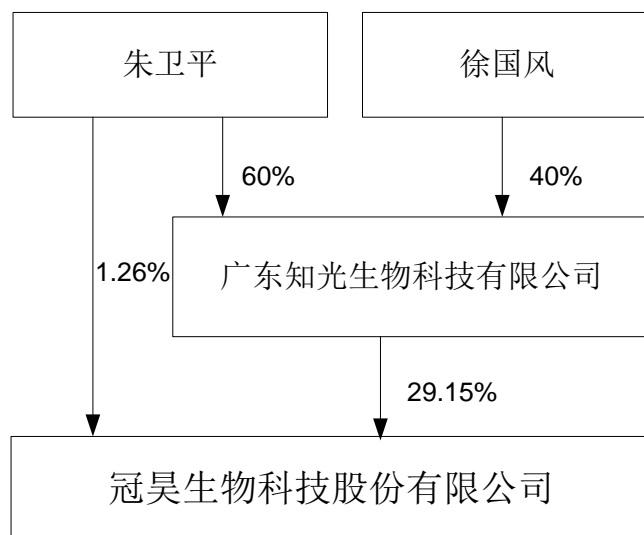 朱卫平
徐国风
60%
40%
1.26%
广东知光生物科技有限公司
29.15%
冠昊生物科技股份有限公司